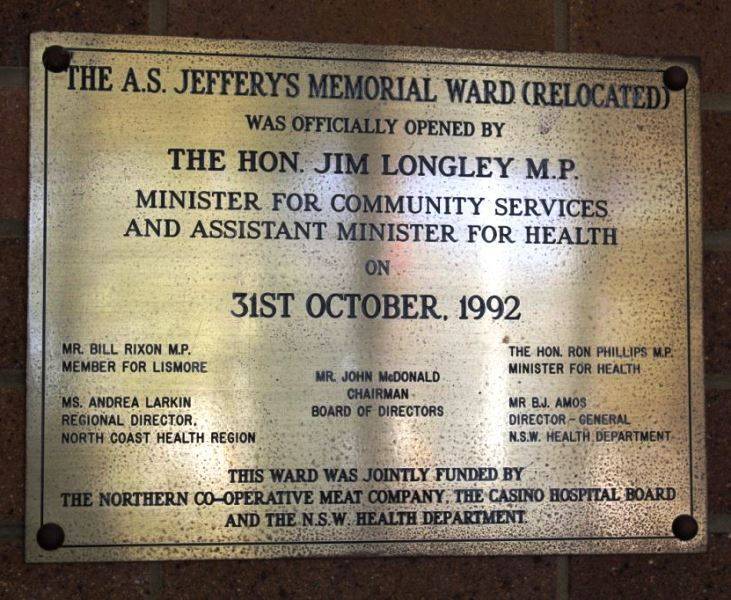 THE A.S. JEFFERY'S MEMORIAL WARD (RELOCATED)
WAS OFFICIALLY OPENED BY
THE HON. JIM LONGLEY M.P.
MINISTER FOR COMMUNITY SERVICES
AND ASSISTANT MINISTER FOR HEALTH
ON
31ST OCTOBER, 1992
MR. BILL RIXON M.P.
MEMBER FOR LISMORE
MS. ANDREA LARKIN
REGIONAL DIRECTOR,
NORTH COAST HEALTH REGION
MR. JOHN McDONALD
CHAIRMAN
BOARD OF DIRECTORS
THE HON. RON PHILLIPS M.P.
MINISTER FOR HEALTH
MR B.J. AMOS
DIRECTOR-GENERAL
N.S.W. HEALTH DEPARTMENT
THIS WARD WAS JOINTLY FUNDED BY
THE NORTHERN CO-OPERATIVE MEAT COMPANY, THE CASINO HOSPITAL BOARD
AND THE N.S.W. HEALTH DEPARTMENT